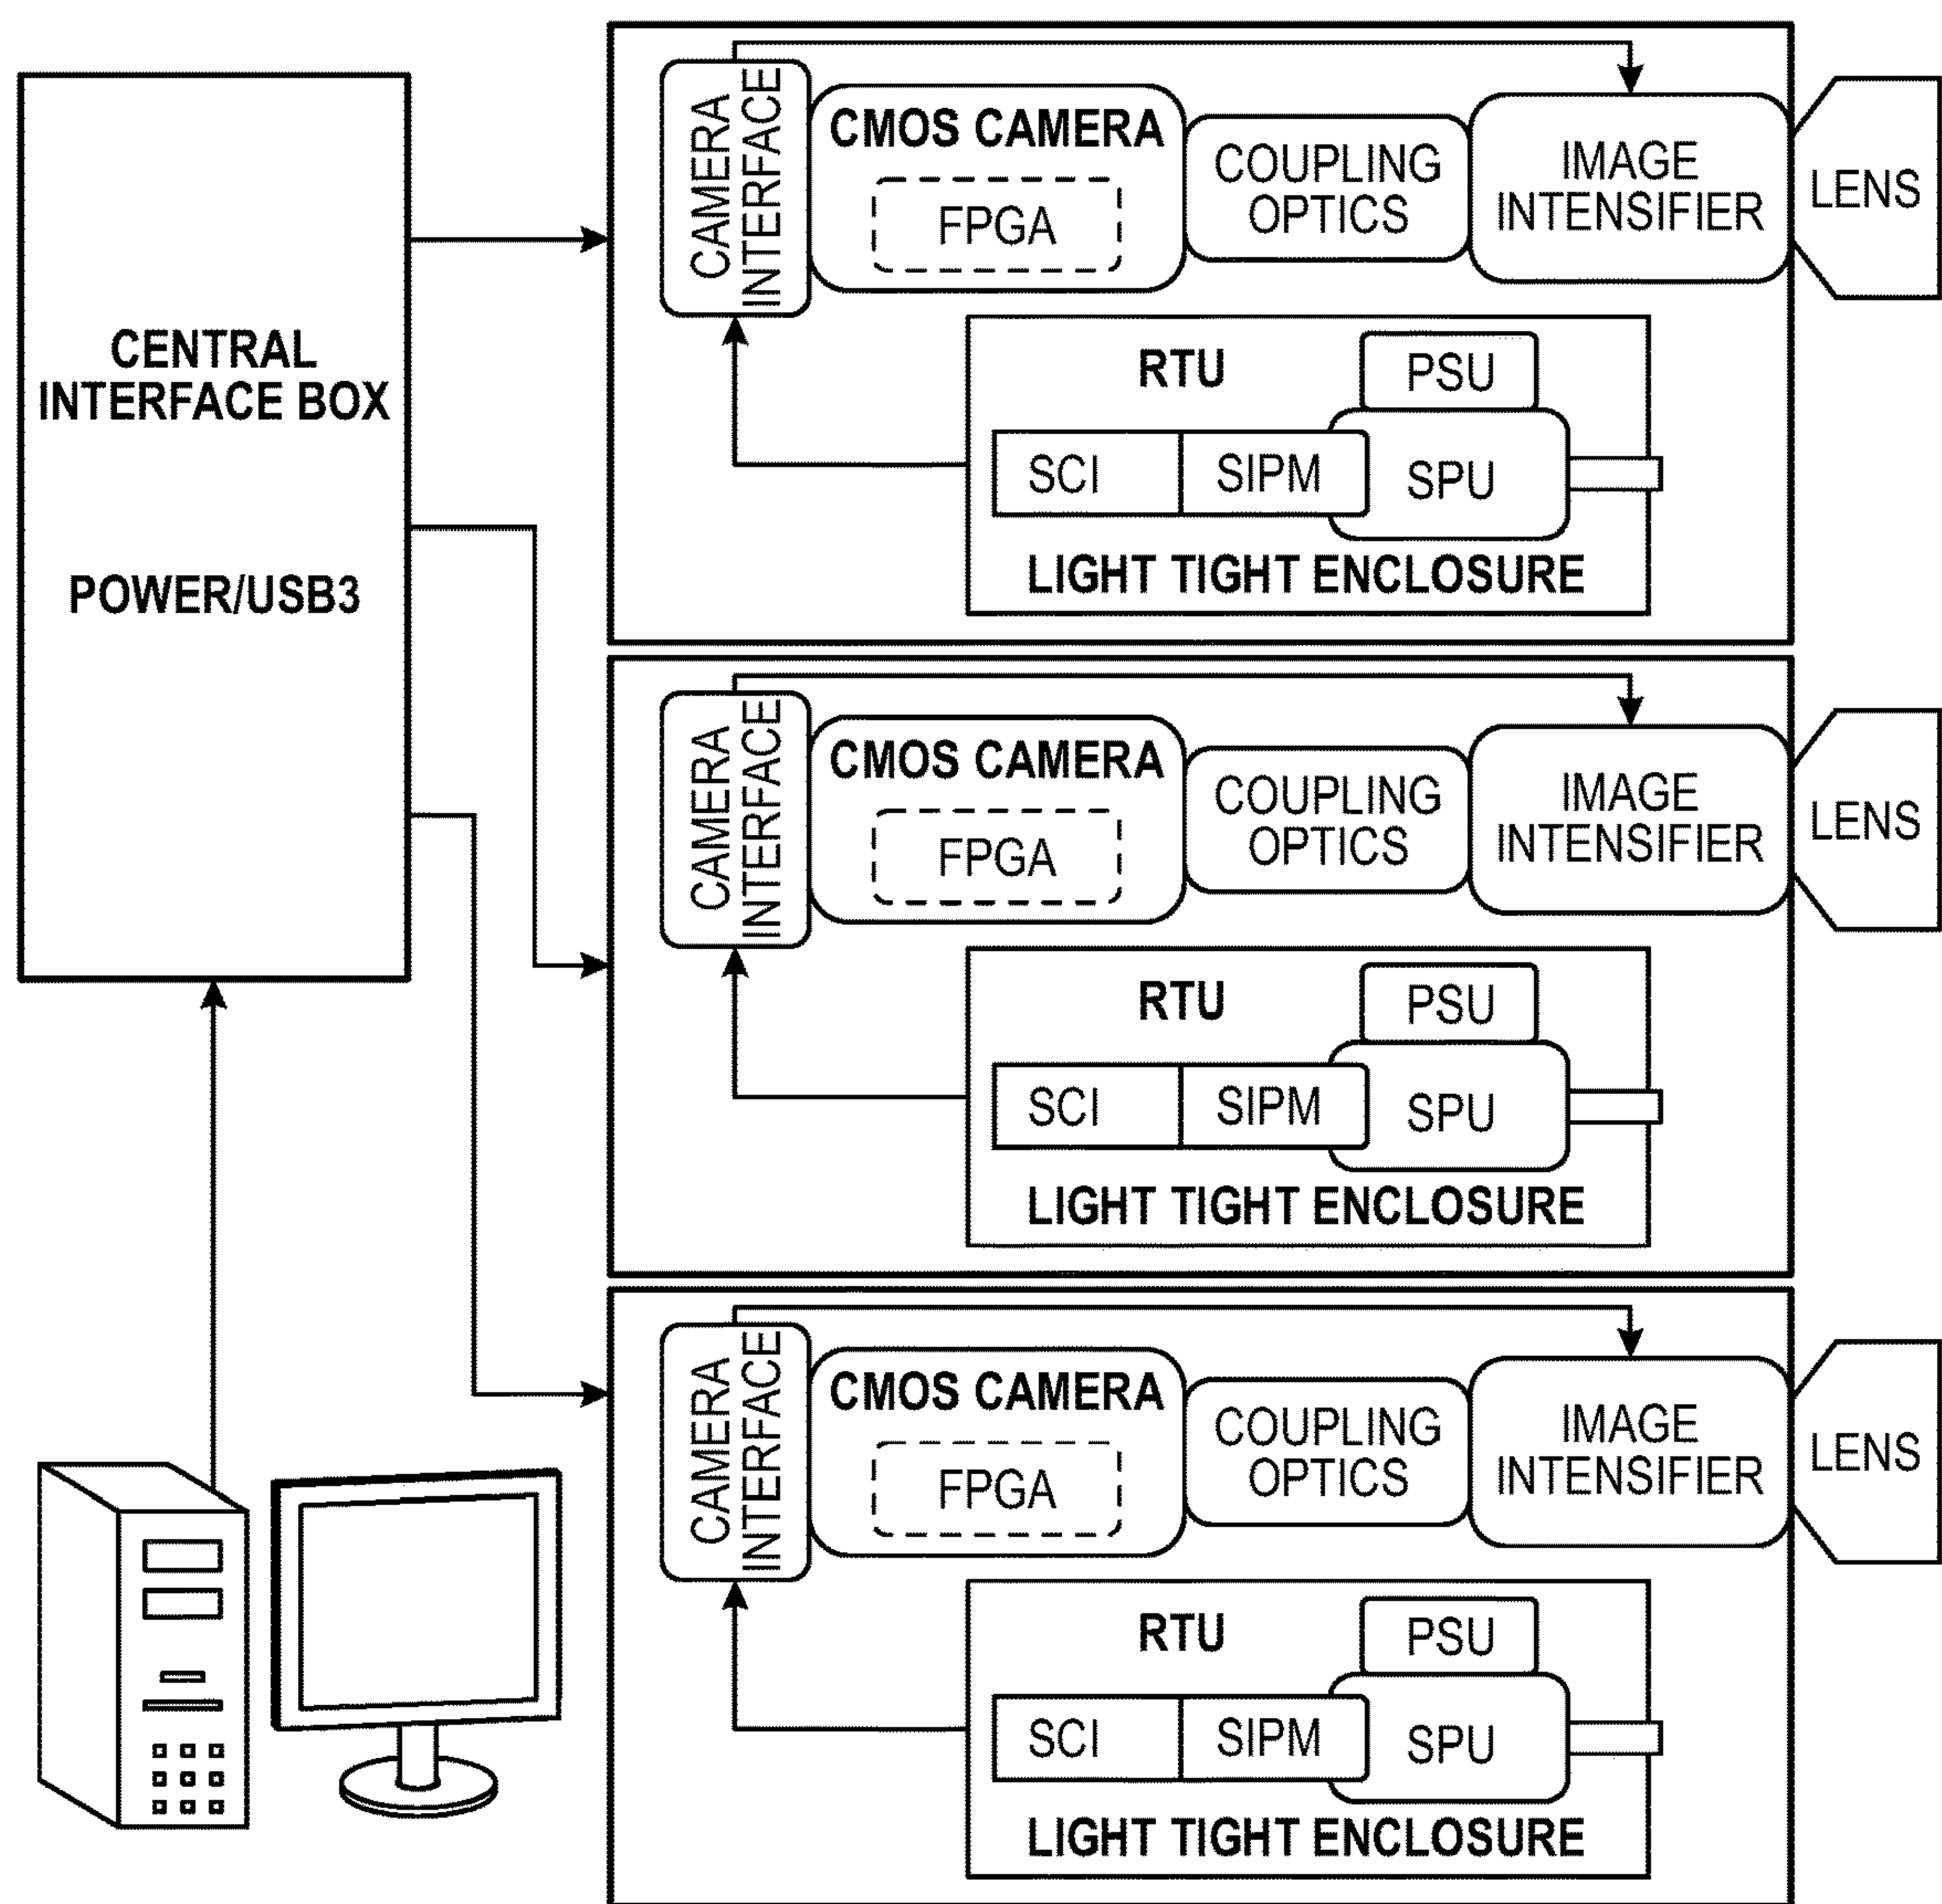 CENTRAL
INTERFACE BOX
POWER/USB3
CAMERA
INTERFACE
CMOS CAMERA
FPGA
COUPLING
OPTICS
IMAGE
INTENSIFIER
LENS
RTU
PSU
SCI
SIPM
SPU
LIGHT TIGHT ENCLOSURE
CAMERA
INTERFACE
CMOS CAMERA
FPGA
COUPLING
OPTICS
IMAGE
INTENSIFIER
LENS
RTU
PSU
SCI
SIPM
SPU
LIGHT TIGHT ENCLOSURE
CAMERA
INTERFACE
CMOS CAMERA
FPGA
COUPLING
OPTICS
IMAGE
INTENSIFIER
LENS
RTU
PSU
SCI
SIPM
SPU
LIGHT TIGHT ENCLOSURE